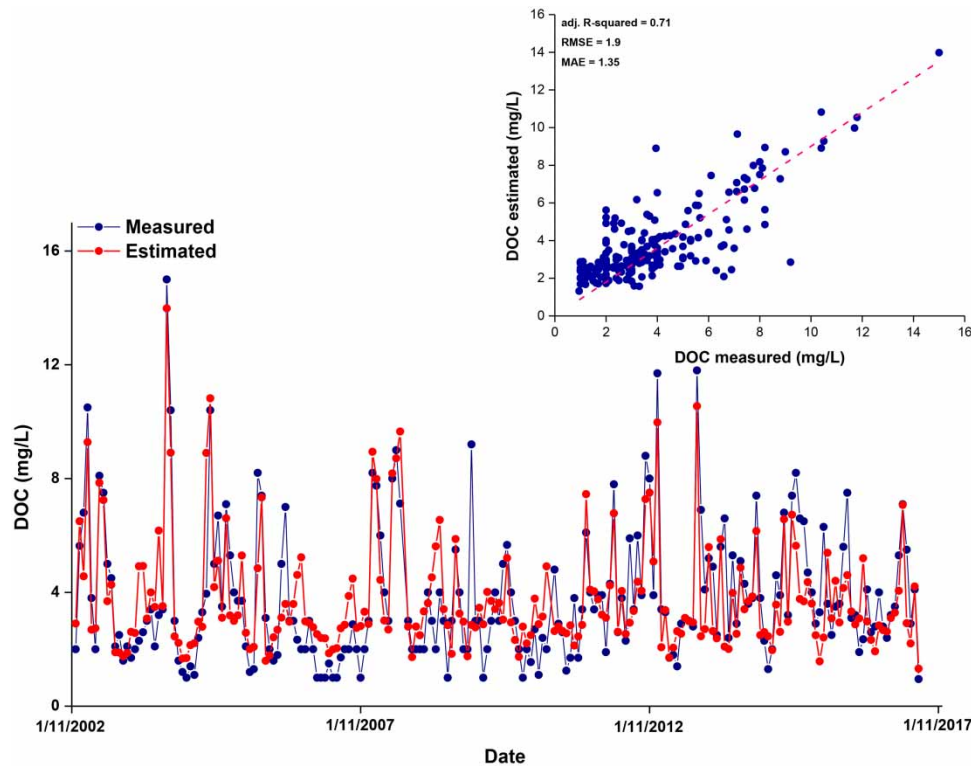 adj. R-squared = 0.71
RMSE = 1.9
MAE = 1.35
16
14
12
10
8
6
4
2
0
DOC estimated (mg/L)
0 2 4 6 8 10 12 14 16
DOC measured (mg/L)
Measured
Estimated
16
12
8
4
0
DOC (mg/L)
1/11/2002 1/11/2007 1/11/2012 1/11/2017
Date